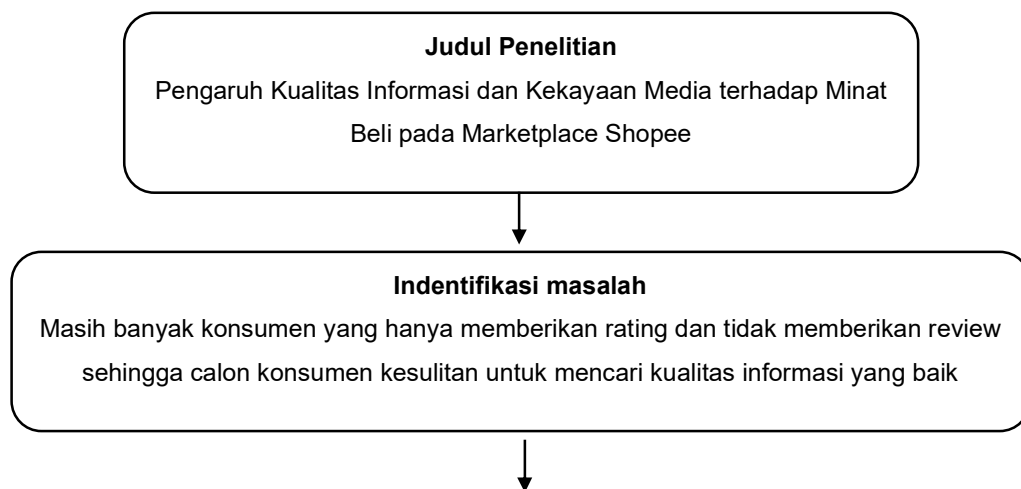 Judul Penelitian
Pengaruh Kualitas Informasi dan Kekayaan Media terhadap Minat
Beli pada Marketplace Shopee
Indentifikasi masalah
Masih banyak konsumen yang hanya memberikan rating dan tidak memberikan review
sehingga calon konsumen kesulitan untuk mencari kualitas informasi yang baik